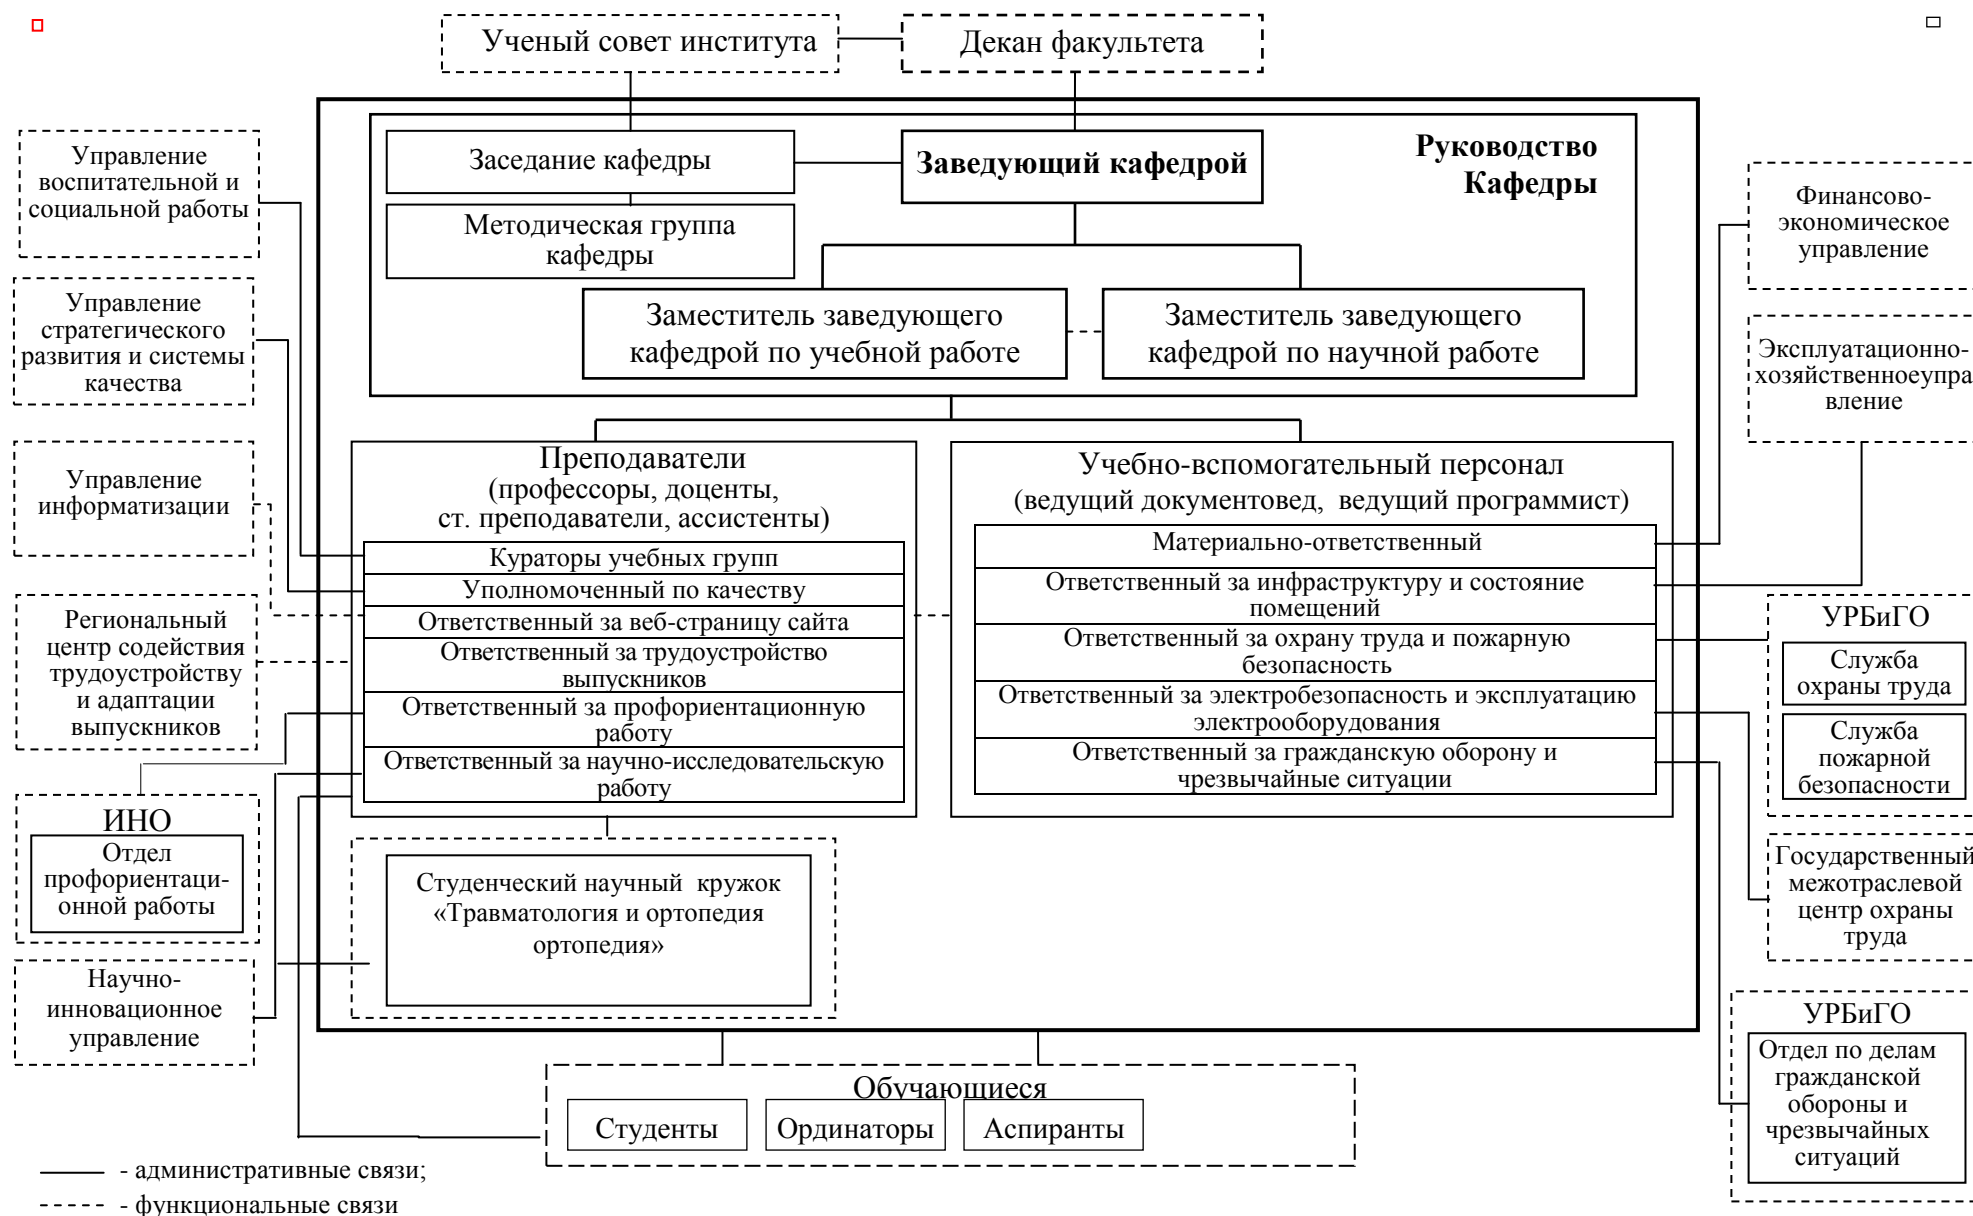 Ученый совет института
Декан факультета
Руководство
Кафедры
Заседание кафедры
Заведующий кафедрой
Методическая группа
кафедры
Заместитель заведующего
кафедрой по учебной работе
Заместитель заведующего
кафедрой по научной работе
Управление
воспитательной и
социальной работы
Управление
стратегического
развития и системы
качества
Управление
информатизации
Региональный
центр содействия
трудоустройству
и адаптации
выпускников
ИНО
Отдел
профориентаци-
онной работы
Научно-
инновационное
управление
Преподаватели
(профессоры, доценты,
ст. преподаватели, ассистенты)
Кураторы учебных групп
Уполномоченный по качеству
Ответственный за веб-страницу сайта
Ответственный за трудоустройство
выпускников
Ответственный за профориентационную
работу
Ответственный за научно-исследовательскую
работу
Учебно-вспомогательный персонал
(ведущий документовед,  ведущий программист)
Материально-ответственный
Ответственный за инфраструктуру и состояние
помещений
Ответственный за охрану труда и пожарную
безопасность
Ответственный за электробезопасность и эксплуатацию
электрооборудования
Ответственный за гражданскую оборону и
чрезвычайные ситуации
Студенческий научный  кружок
«Травматология и ортопедия
ортопедия»
Финансово-
экономическое
управление
Эксплуатационно-
хозяйственноеупра
вление
УРБиГО
Служба
охраны труда
Служба
пожарной
безопасности
Государственный
межотраслевой
центр охраны
труда
УРБиГО
Отдел по делам
гражданской
обороны и
чрезвычайных
ситуаций
Обучающиеся
Студенты
Ординаторы
Аспиранты
- административные связи;
- функциональные связи